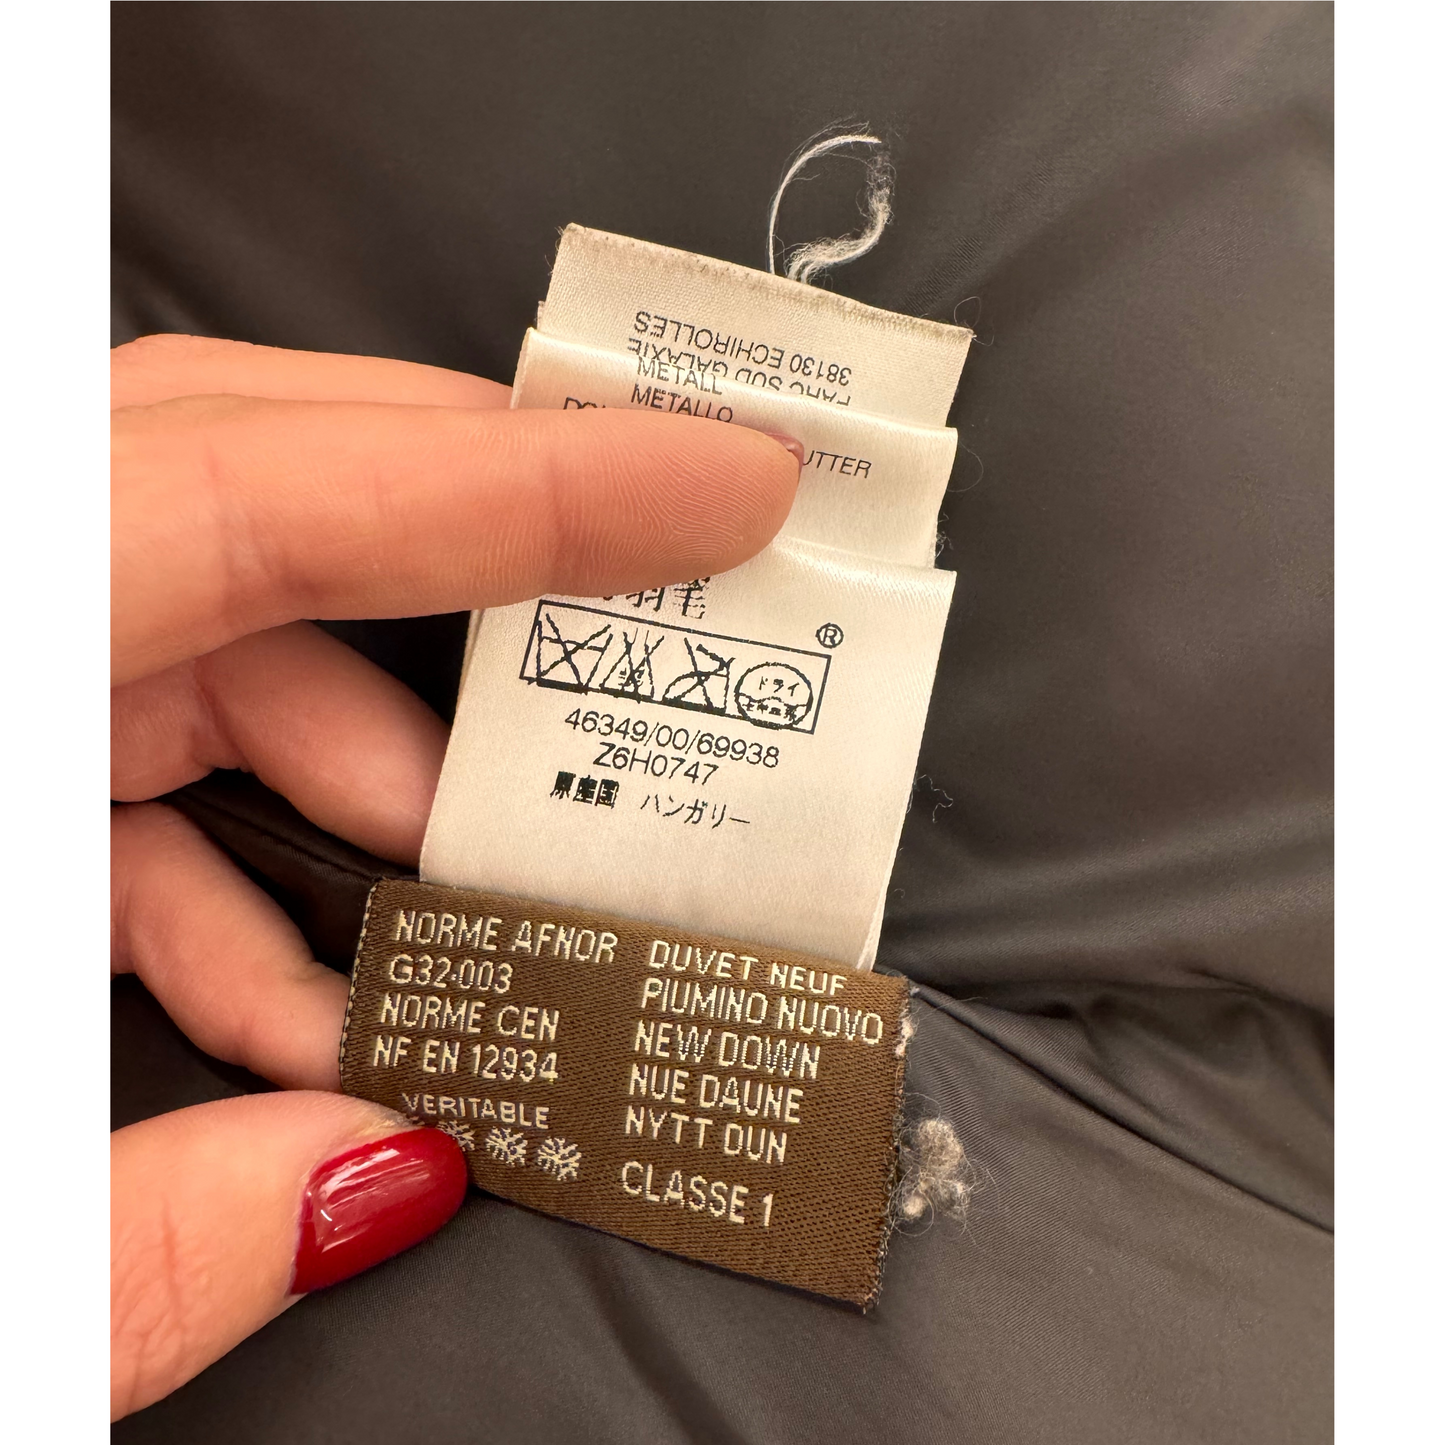 38130 ECHIROLLES
PARC SUD GALAXIE
METALL
METALLO
UTTER
羽毛
®
ドライ
46349/00/69938
Z6H0747
原産国 ハンガリー
NORME AFNOR
G32-003
NORME CEN
NF EN 12934
VERITABLE
DUVET NEUF
PIUMINO NUOVO
NEW DOWN
NUE DAUNE
NYTT DUN
CLASSE 1